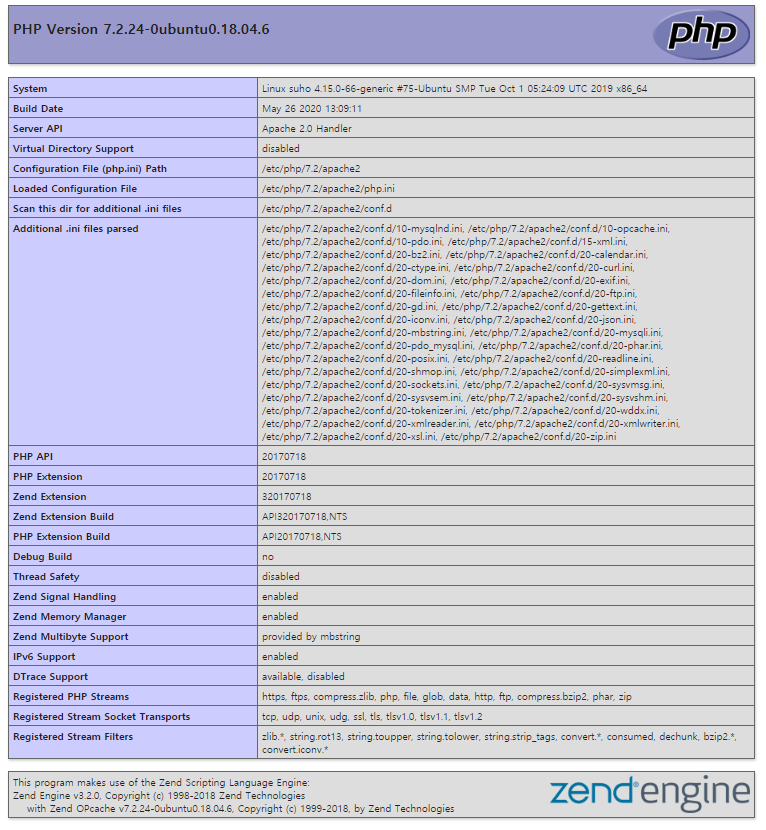 PHP Version 7.2.24-0ubuntu0.18.04.6
php
System Linux suho 4.15.0-66-generic #75-Ubuntu SMP Tue Oct 1 05:24:09 UTC 2019 x86_64
Build Date May 26 2020 13:09:11
Server API Apache 2.0 Handler
Virtual Directory Support disabled
Configuration File (php.ini) Path /etc/php/7.2/apache2
Loaded Configuration File /etc/php/7.2/apache2/php.ini
Scan this dir for additional .ini files /etc/php/7.2/apache2/conf.d
Additional .ini files parsed /etc/php/7.2/apache2/conf.d/10-mysqlnd.ini, /etc/php/7.2/apache2/conf.d/10-opcache.ini,
/etc/php/7.2/apache2/conf.d/10-pdo.ini, /etc/php/7.2/apache2/conf.d/15-xml.ini,
/etc/php/7.2/apache2/conf.d/20-bz2.ini, /etc/php/7.2/apache2/conf.d/20-calendar.ini,
/etc/php/7.2/apache2/conf.d/20-ctype.ini, /etc/php/7.2/apache2/conf.d/20-curl.ini,
/etc/php/7.2/apache2/conf.d/20-dom.ini, /etc/php/7.2/apache2/conf.d/20-exif.ini,
/etc/php/7.2/apache2/conf.d/20-fileinfo.ini, /etc/php/7.2/apache2/conf.d/20-ftp.ini,
/etc/php/7.2/apache2/conf.d/20-gd.ini, /etc/php/7.2/apache2/conf.d/20-gettext.ini,
/etc/php/7.2/apache2/conf.d/20-iconv.ini, /etc/php/7.2/apache2/conf.d/20-json.ini,
/etc/php/7.2/apache2/conf.d/20-mbstring.ini, /etc/php/7.2/apache2/conf.d/20-mysqli.ini,
/etc/php/7.2/apache2/conf.d/20-pdo_mysql.ini, /etc/php/7.2/apache2/conf.d/20-phar.ini,
/etc/php/7.2/apache2/conf.d/20-posix.ini, /etc/php/7.2/apache2/conf.d/20-readline.ini,
/etc/php/7.2/apache2/conf.d/20-shmop.ini, /etc/php/7.2/apache2/conf.d/20-simplexml.ini,
/etc/php/7.2/apache2/conf.d/20-sockets.ini, /etc/php/7.2/apache2/conf.d/20-sysvmsg.ini,
/etc/php/7.2/apache2/conf.d/20-sysvsem.ini, /etc/php/7.2/apache2/conf.d/20-sysvshm.ini,
/etc/php/7.2/apache2/conf.d/20-tokenizer.ini, /etc/php/7.2/apache2/conf.d/20-wddx.ini,
/etc/php/7.2/apache2/conf.d/20-xmlreader.ini, /etc/php/7.2/apache2/conf.d/20-xmlwriter.ini,
/etc/php/7.2/apache2/conf.d/20-xsl.ini, /etc/php/7.2/apache2/conf.d/20-zip.ini
PHP API 20170718
PHP Extension 20170718
Zend Extension 320170718
Zend Extension Build API320170718,NTS
PHP Extension Build API20170718,NTS
Debug Build no
Thread Safety disabled
Zend Signal Handling enabled
Zend Memory Manager enabled
Zend Multibyte Support provided by mbstring
IPv6 Support enabled
DTrace Support available, disabled
Registered PHP Streams https, ftps, compress.zlib, php, file, glob, data, http, ftp, compress.bzip2, phar, zip
Registered Stream Socket Transports tcp, udp, unix, udg, ssl, tls, tlsv1.0, tlsv1.1, tlsv1.2
Registered Stream Filters zlib.*, string.rot13, string.toupper, string.tolower, string.strip_tags, convert.*, consumed, dechunk, bzip2.*,
convert.iconv.*
This program makes use of the Zend Scripting Language Engine:
Zend Engine v3.2.0, Copyright (c) 1998-2018 Zend Technologies
with Zend OPcache v7.2.24-0ubuntu0.18.04.6, Copyright (c) 1999-2018, by Zend Technologies
zend® engine